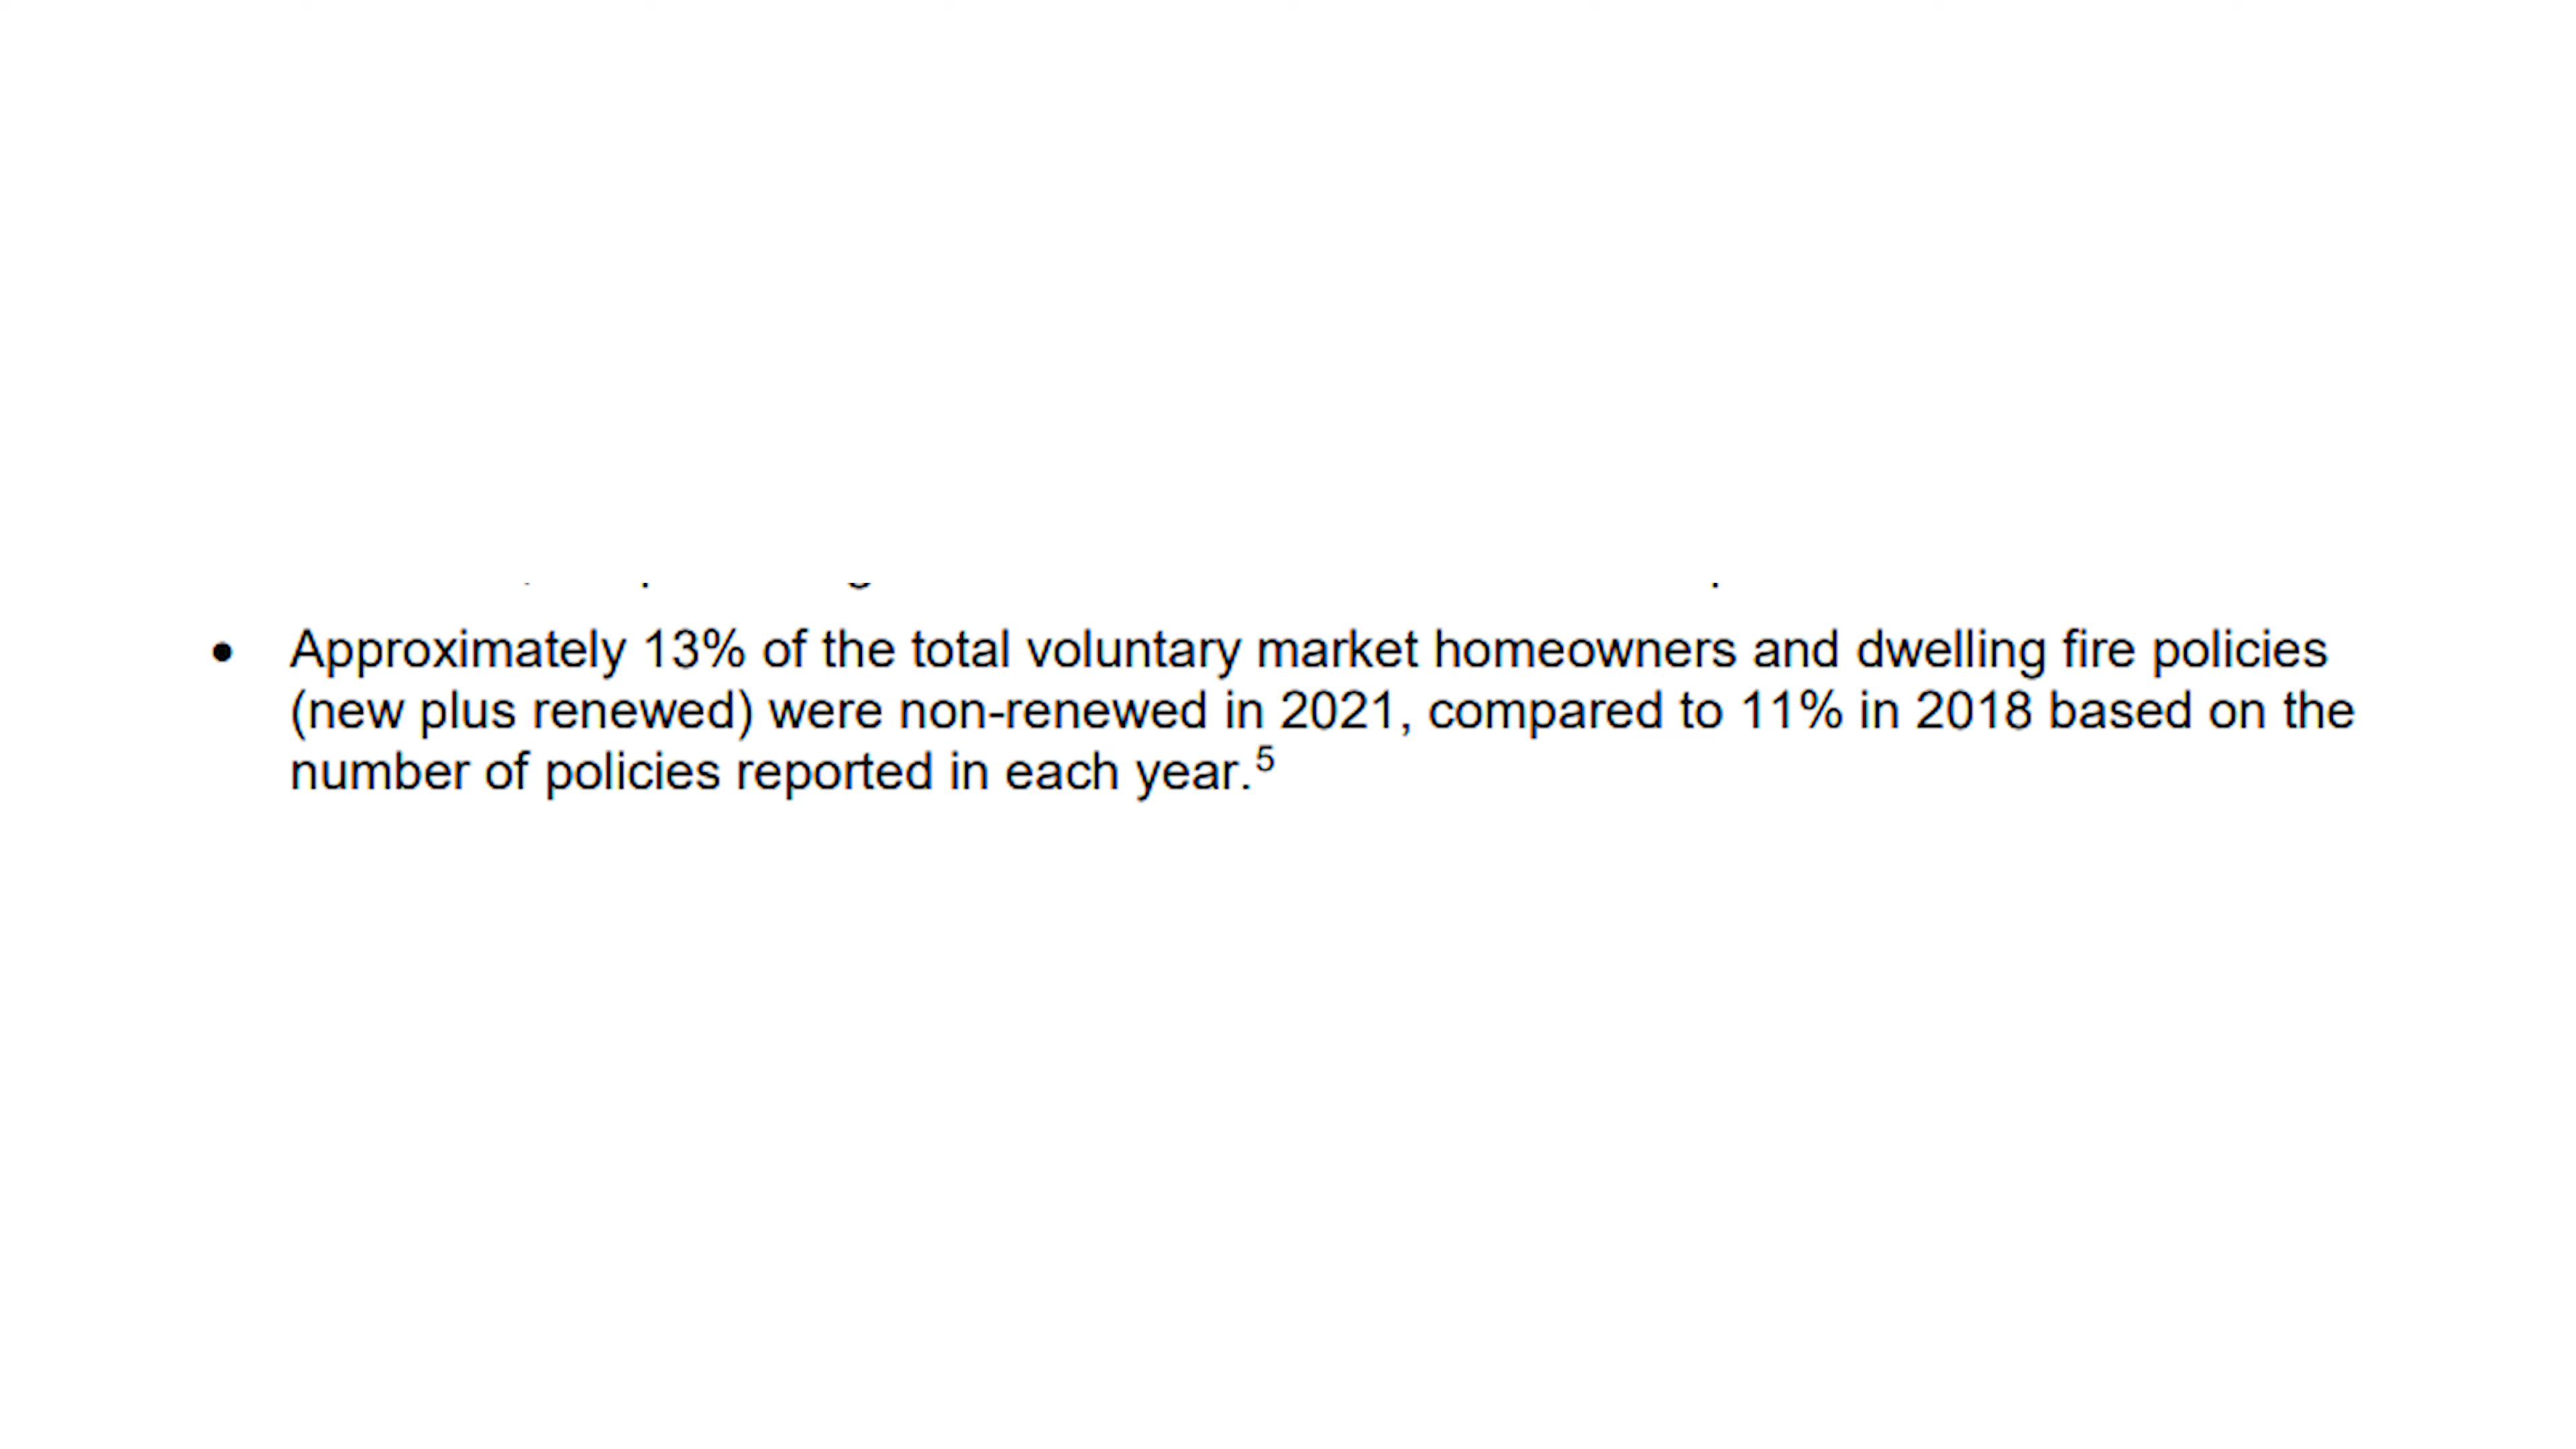 • Approximately 13% of the total voluntary market homeowners and dwelling fire policies
(new plus renewed) were non-renewed in 2021, compared to 11% in 2018 based on the
number of policies reported in each year.⁵